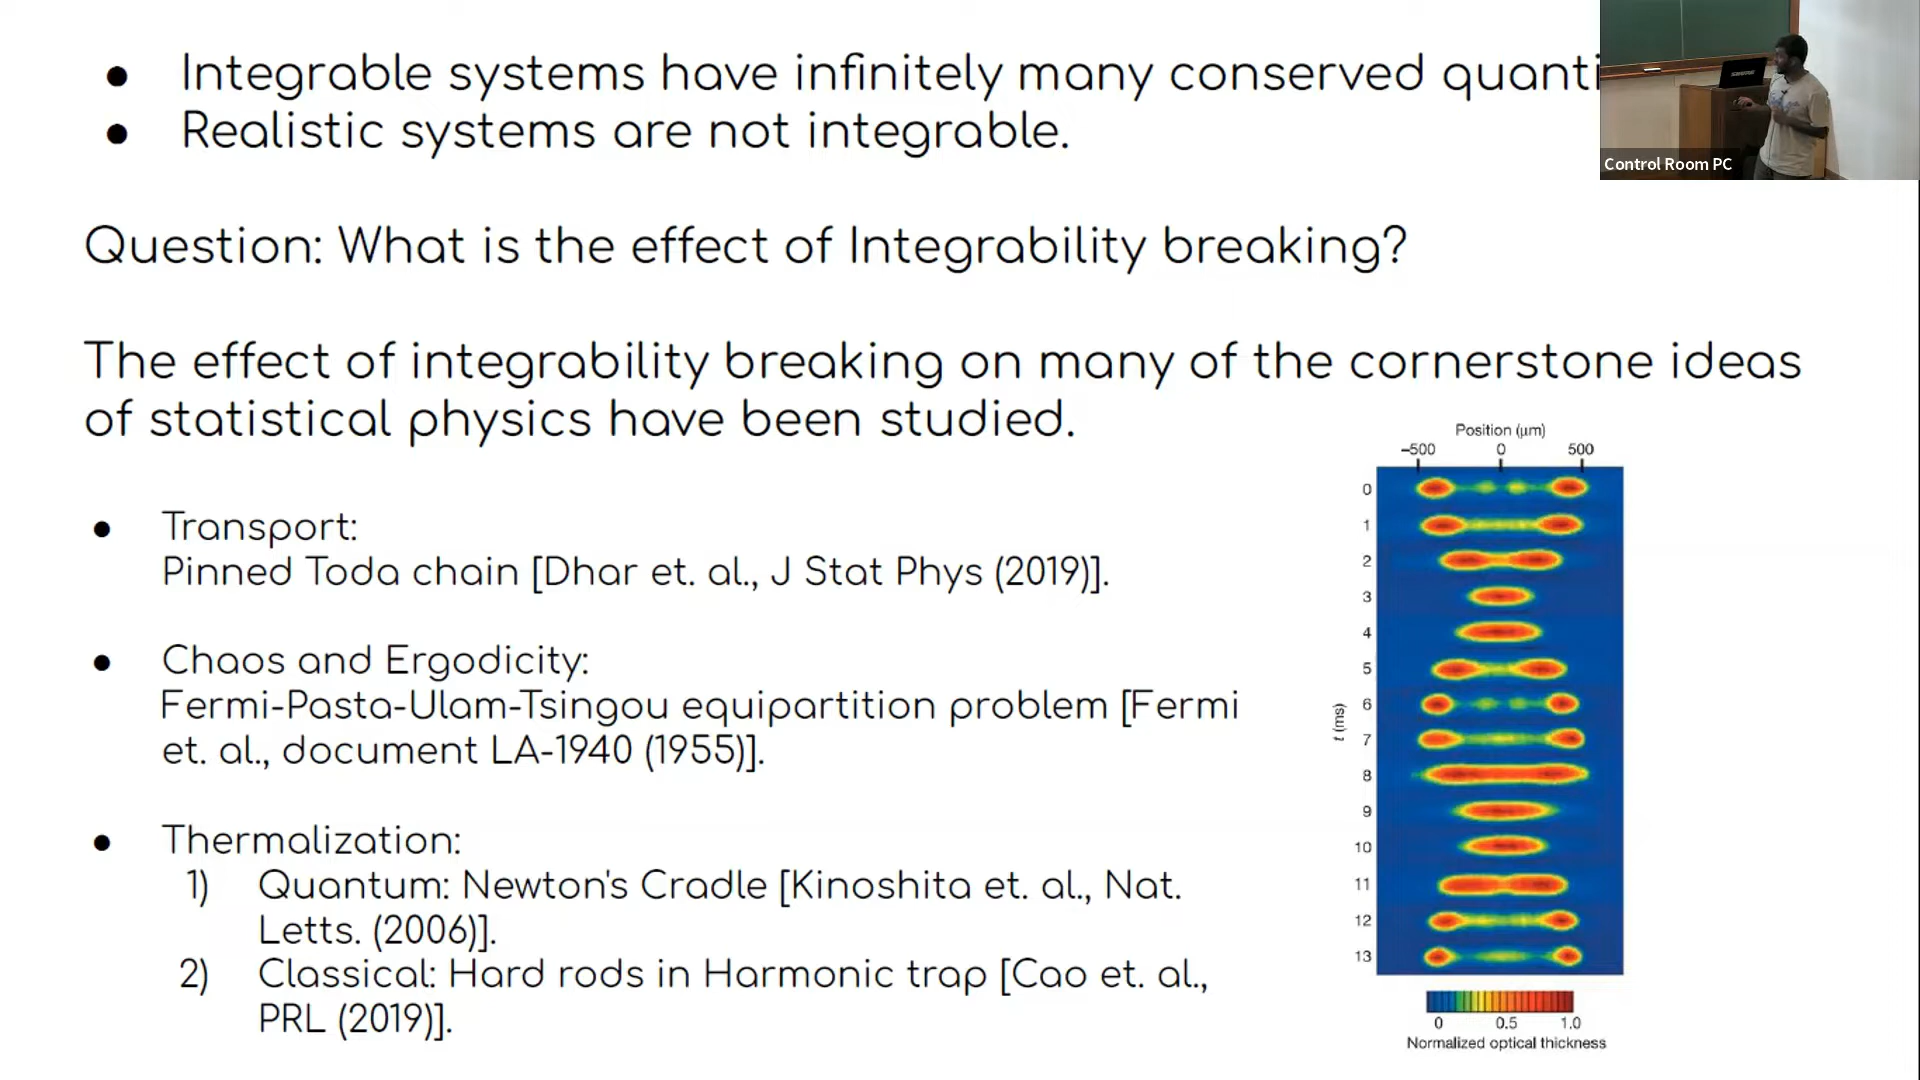 Integrable systems have infinitely many conserved quanti
Realistic systems are not integrable.
Control Room PC
Question: What is the effect of Integrability breaking?
The effect of integrability breaking on many of the cornerstone ideas
of statistical physics have been studied.
Transport:
Pinned Toda chain [Dhar et. al., J Stat Phys (2019)].
Chaos and Ergodicity:
Fermi-Pasta-Ulam-Tsingou equipartition problem [Fermi
et. al., document LA-1940 (1955)].
Thermalization:
1) Quantum: Newton's Cradle [Kinoshita et. al., Nat.
Letts. (2006)].
2) Classical: Hard rods in Harmonic trap [Cao et. al.,
PRL (2019)].
Position (μm)
-500 0 500
0
1
2
3
4
5
6
7
8
9
10
11
12
13
t (ms)
0 0.5 1.0
Normalized optical thickness